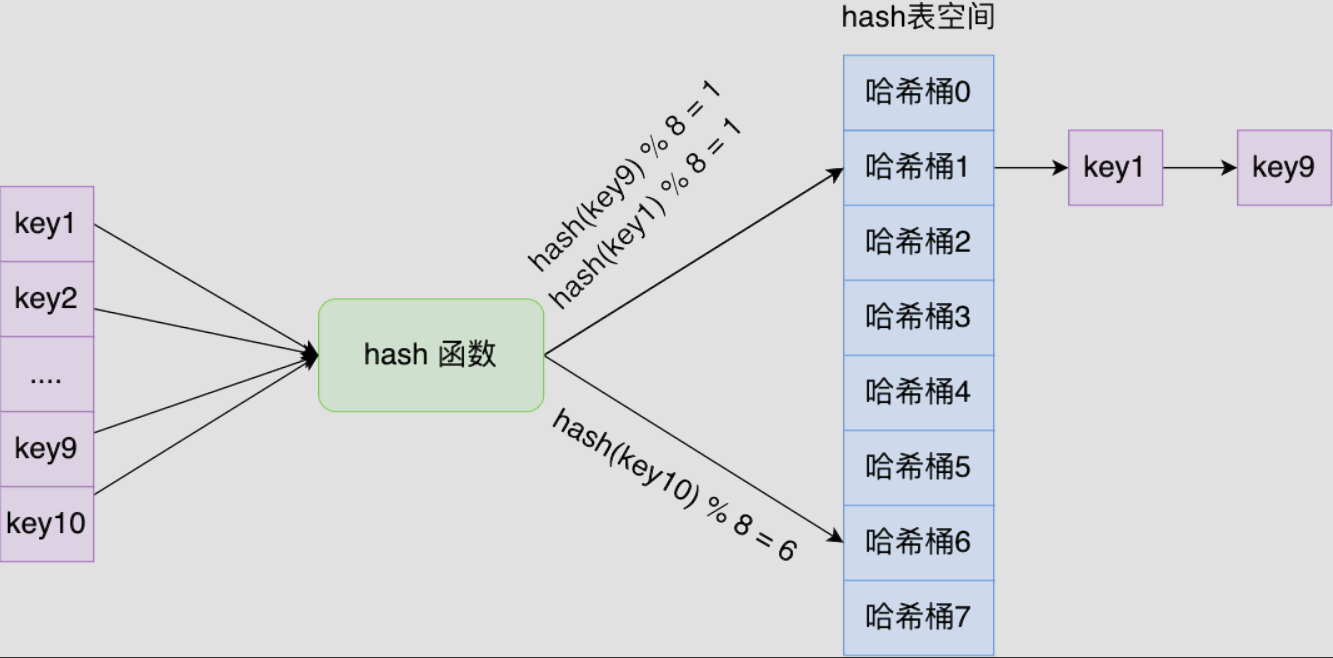 hash表空间
key1
key2
....
key9
key10
hash 函数
hash(key9) % 8 = 1
hash(key1) % 8 = 1
hash(key10) % 8 = 6
哈希桶0
哈希桶1
哈希桶2
哈希桶3
哈希桶4
哈希桶5
哈希桶6
哈希桶7
key1
key9